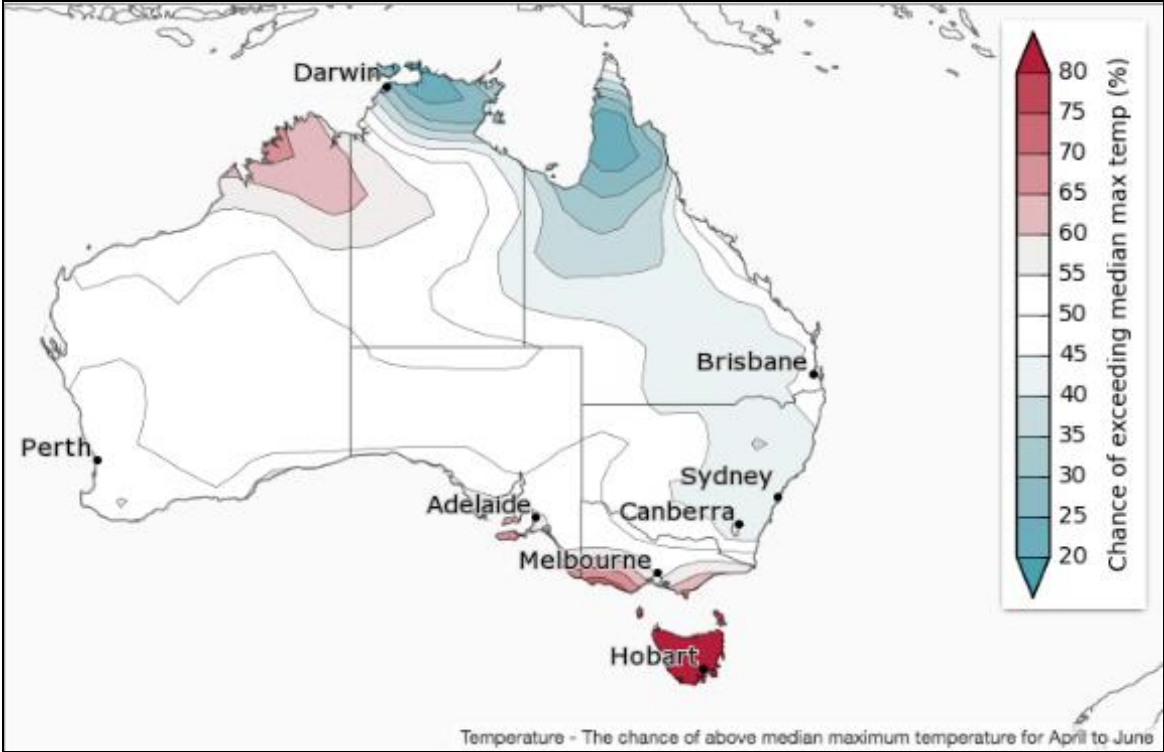 Darwin
Brisbane
Perth
Sydney
Adelaide
Canberra
Melbourne
Hobart
80
75
70
65
60
55
50
45
40
35
30
25
20
Chance of exceeding median max temp (%)
Temperature - The chance of above median maximum temperature for April to June